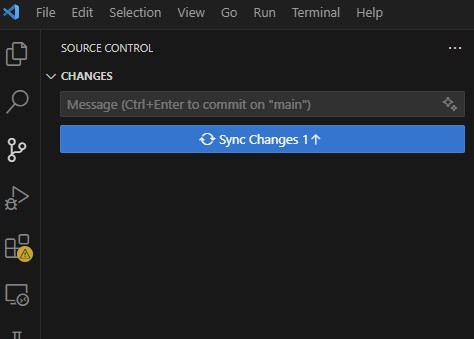 File Edit Selection View Go Run Terminal Help
SOURCE CONTROL
CHANGES
Message (Ctrl+Enter to commit on "main")
Sync Changes 1↑